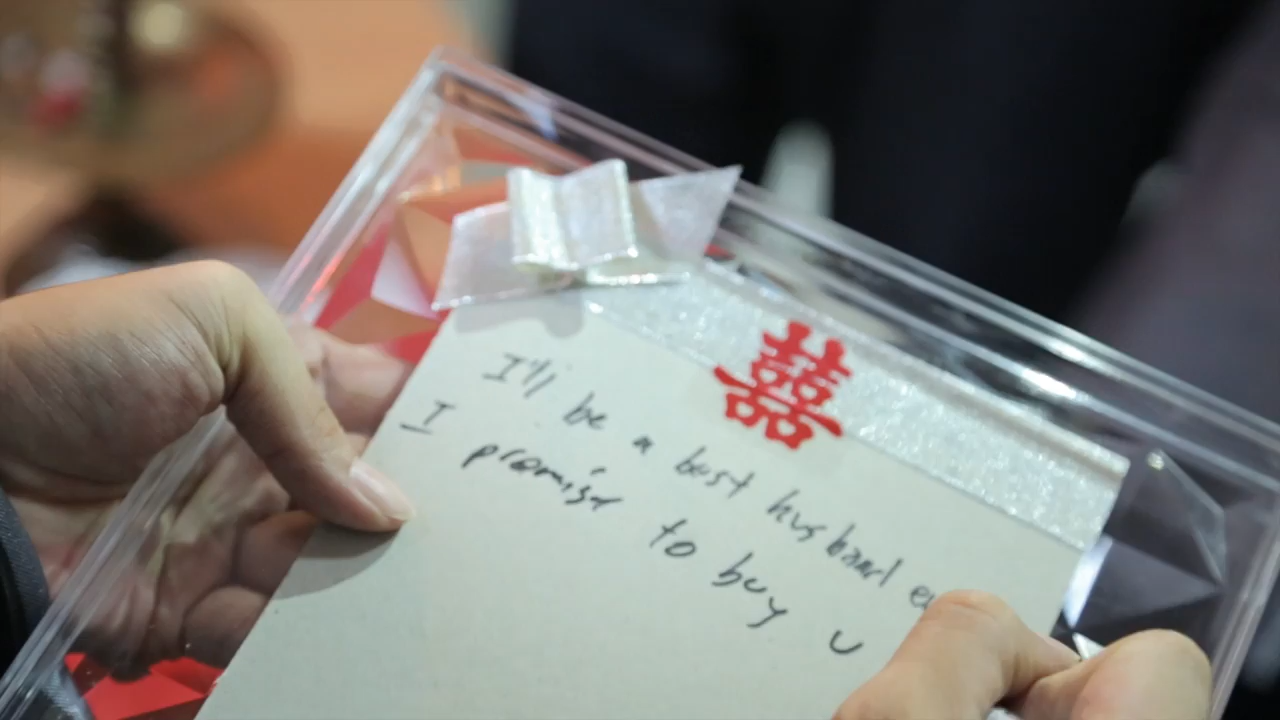 囍
I'll be a best husband
I promise to buy U